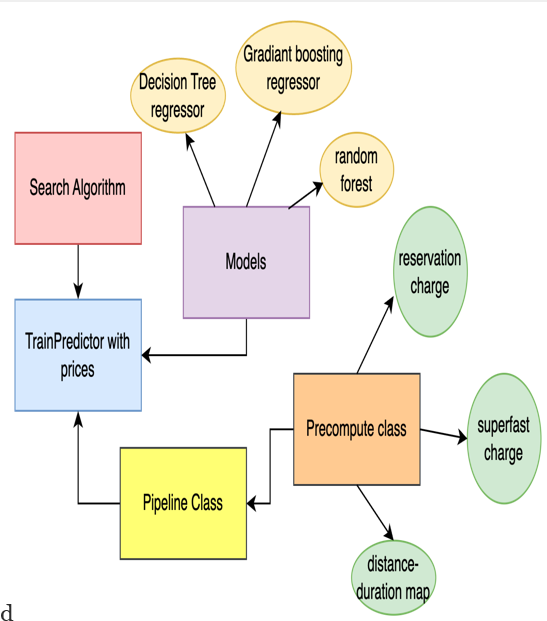 Gradiant boosting
regressor
Decision Tree
regressor
random
forest
Search Algorithm
Models
reservation
charge
TrainPredictor with
prices
Precompute class
superfast
charge
Pipeline Class
distance-
duration map
d